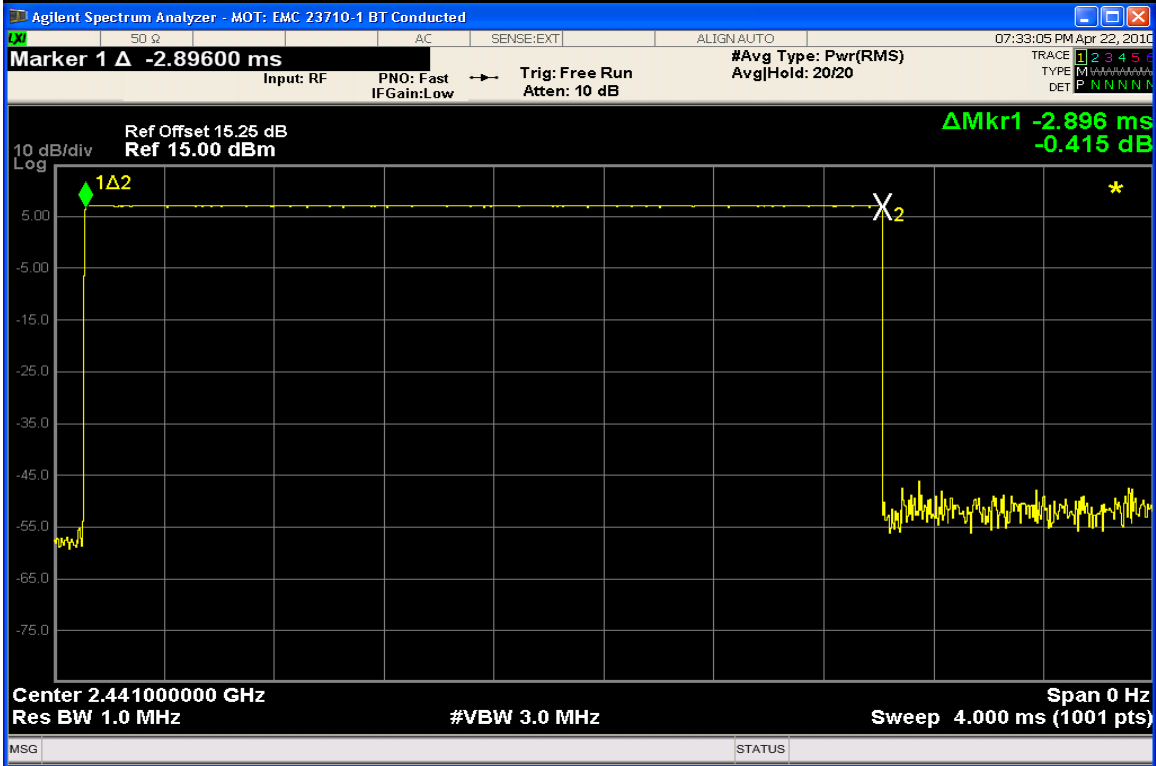 Agilent Spectrum Analyzer - MOT: EMC 23710-1 BT Conducted
LXI 50 Ω AC SENSE:EXT ALIGN AUTO 07:33:05 PM Apr 22, 2010
Marker 1 Δ -2.89600 ms
Input: RF PNO: Fast Trig: Free Run #Avg Type: Pwr(RMS) TRACE 1 2 3 4 5 6
IFGain:Low Atten: 10 dB Avg|Hold: 20/20 TYPE M
DET P N N N N N
ΔMkr1 -2.896 ms
-0.415 dB
Ref Offset 15.25 dB
10 dB/div Ref 15.00 dBm
Log
1Δ2
*
X2
5.00
-5.00
-15.0
-25.0
-35.0
-45.0
-55.0
-65.0
-75.0
Center 2.441000000 GHz Span 0 Hz
Res BW 1.0 MHz #VBW 3.0 MHz Sweep 4.000 ms (1001 pts)
MSG STATUS